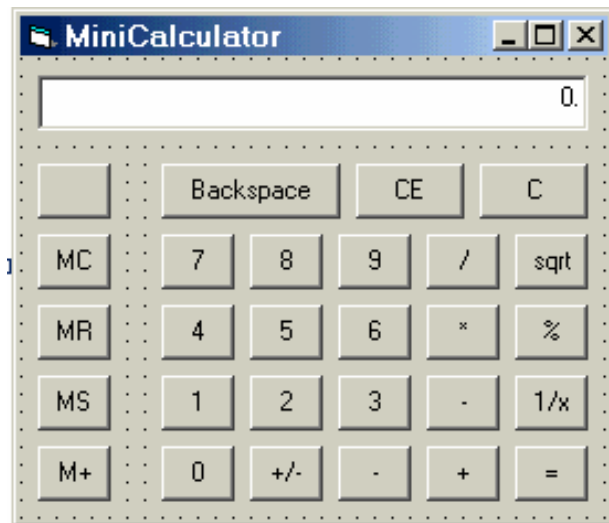 MiniCalculator
0.
Backspace CE C
MC 7 8 9 / sqrt
MR 4 5 6 * %
MS 1 2 3 - 1/x
M+ 0 +/- - + =